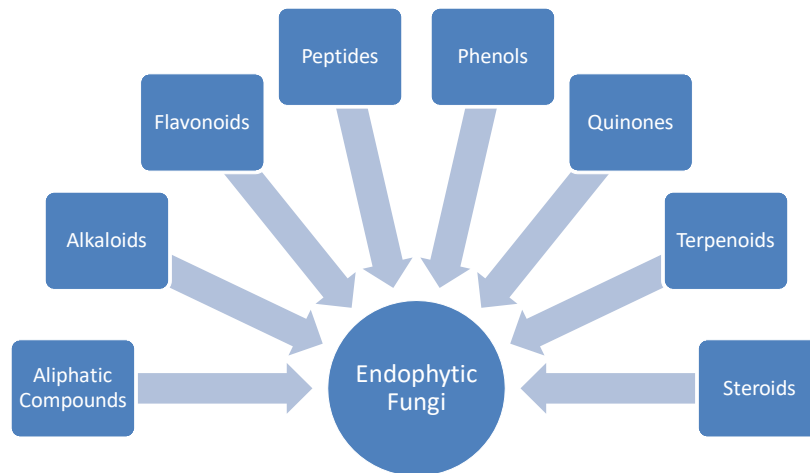 Peptides
Phenols
Flavonoids
Quinones
Alkaloids
Terpenoids
Aliphatic
Compounds
Endophytic
Fungi
Steroids